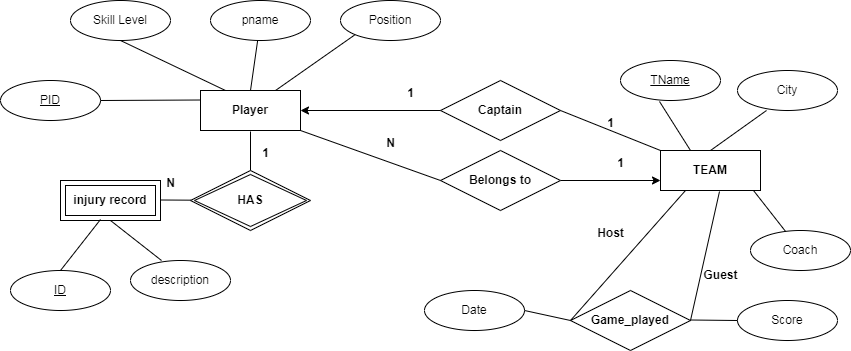 Skill Level
pname
Position
PID
Player
1
Captain
TName
City
1
N
1
Belongs to
1
TEAM
N
injury record
HAS
Host
Coach
ID
description
Guest
Date
Game_played
Score